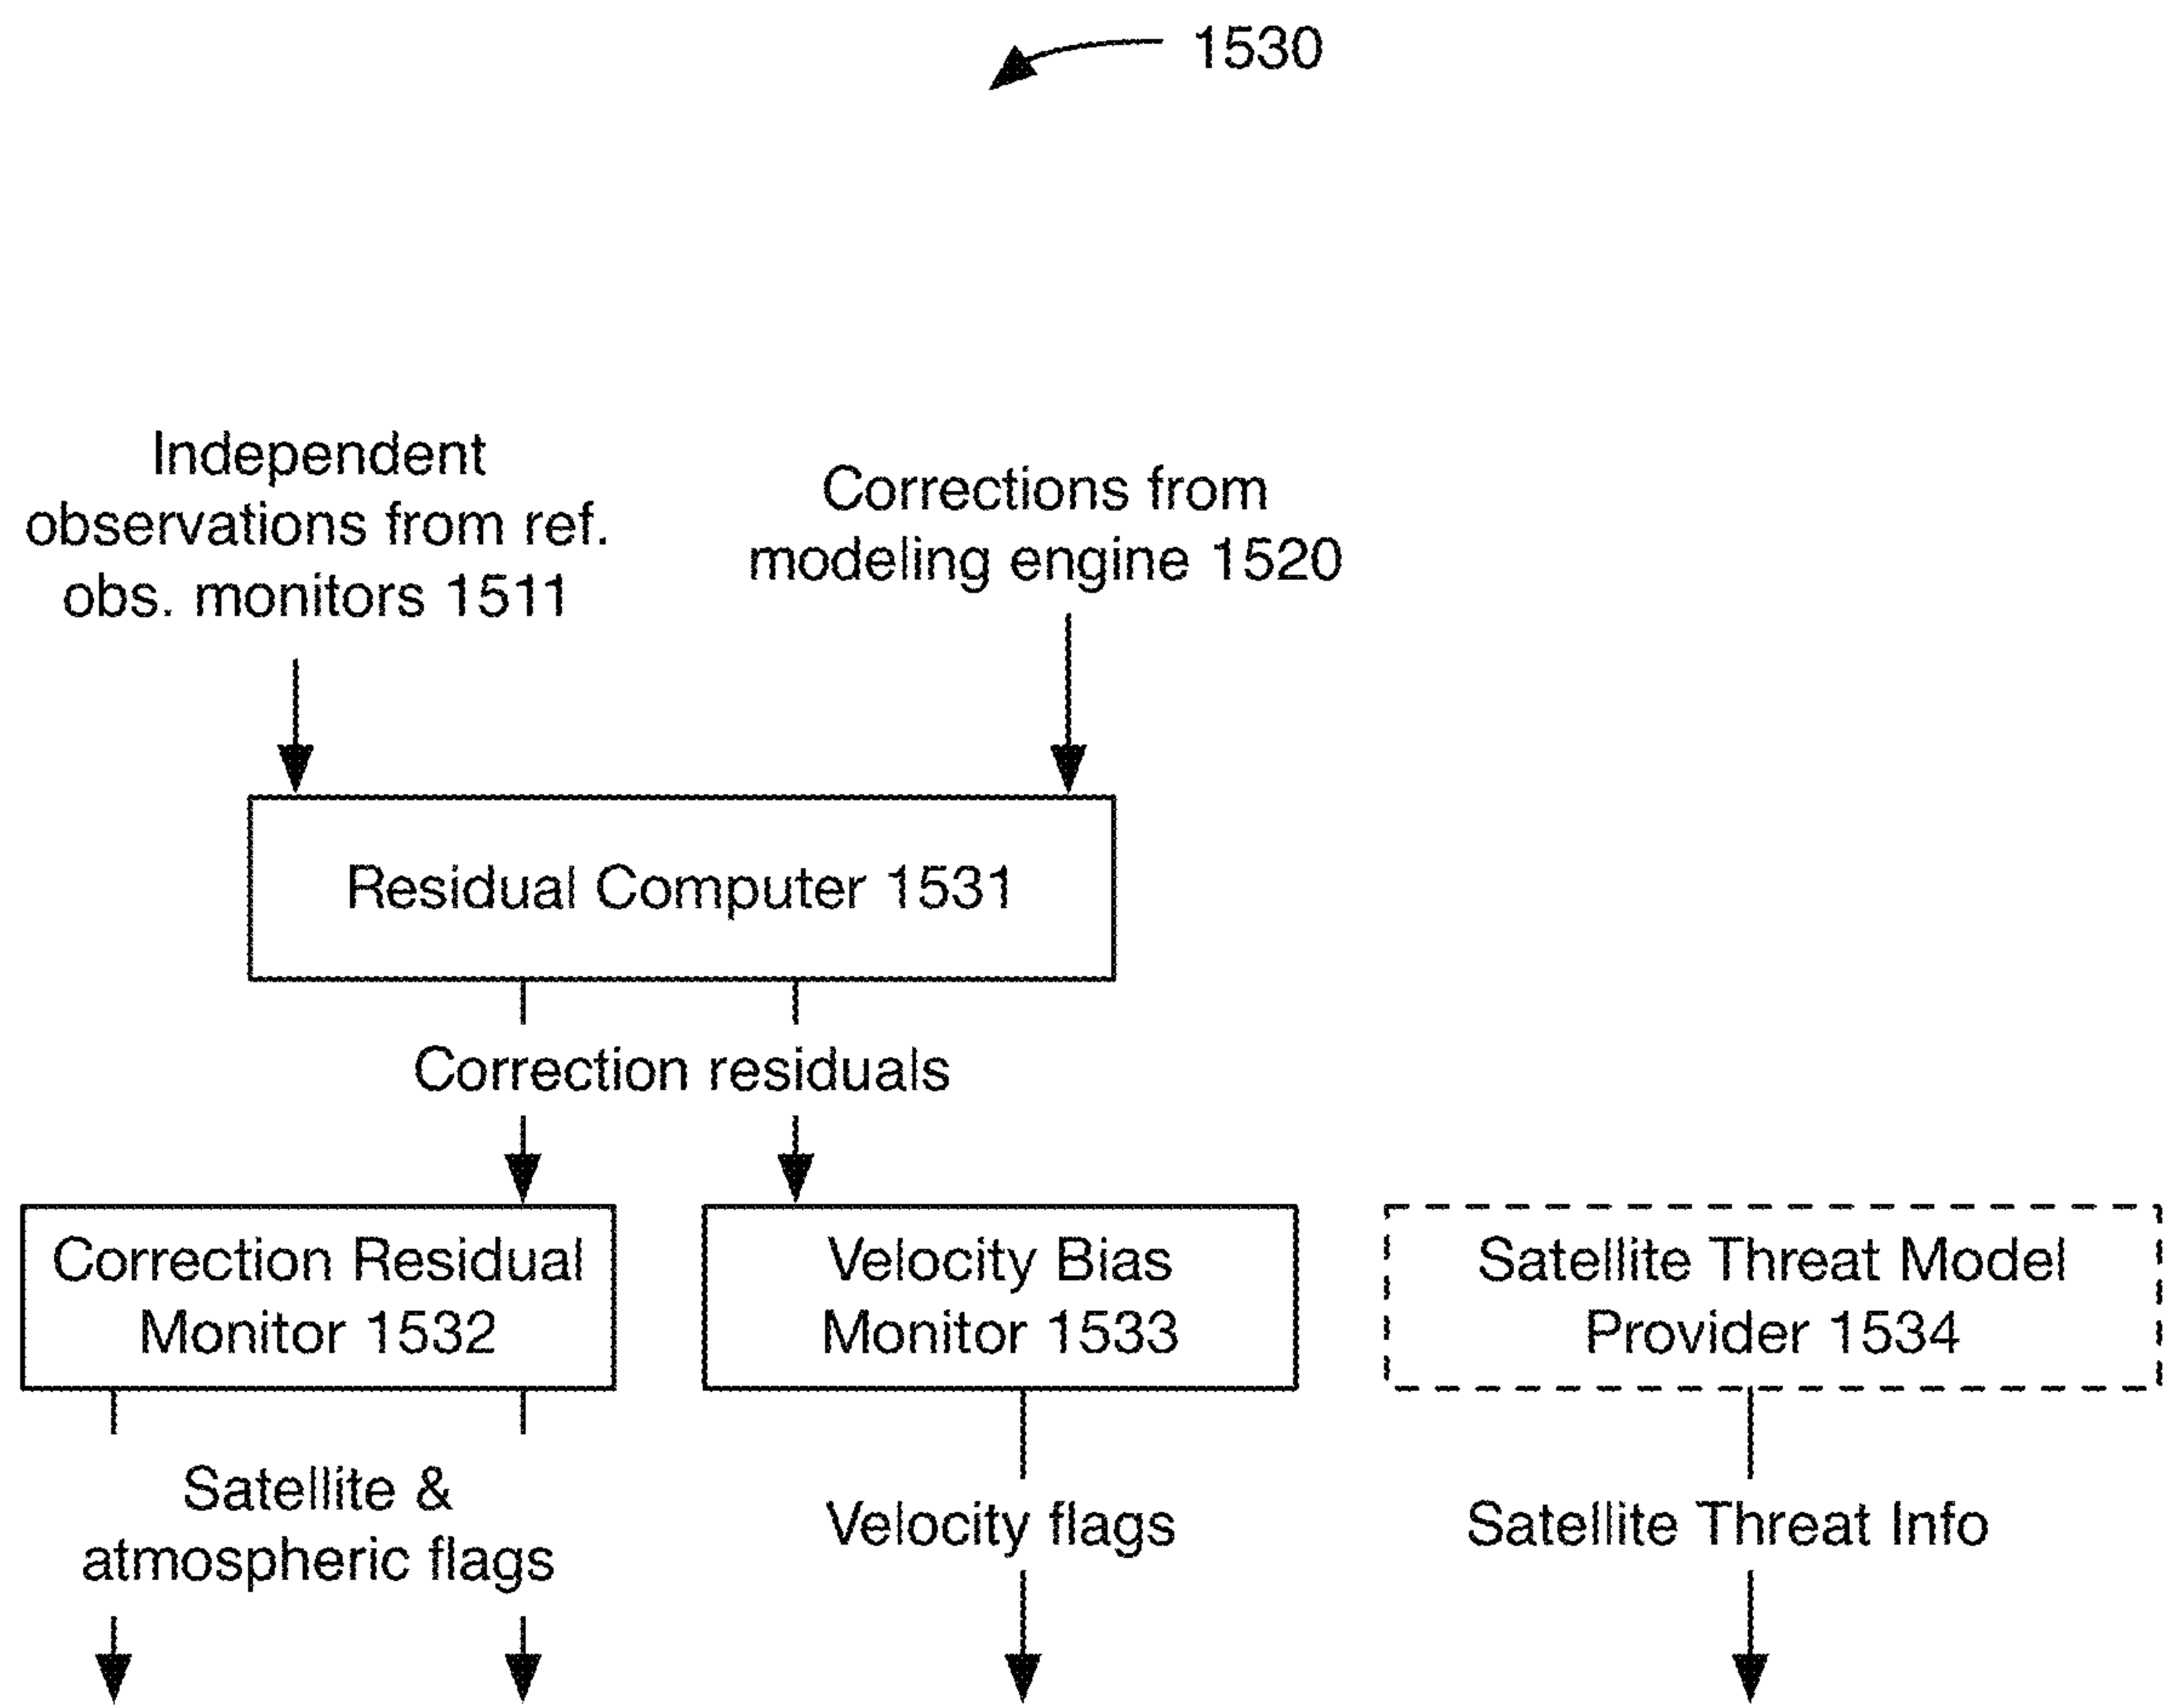 1530
Independent
observations from ref.
obs. monitors 1511
Corrections from
modeling engine 1520
Residual Computer 1531
Correction residuals
Correction Residual
Monitor 1532
Velocity Bias
Monitor 1533
Satellite Threat Model
Provider 1534
Satellite &
atmospheric flags
Velocity flags
Satellite Threat Info